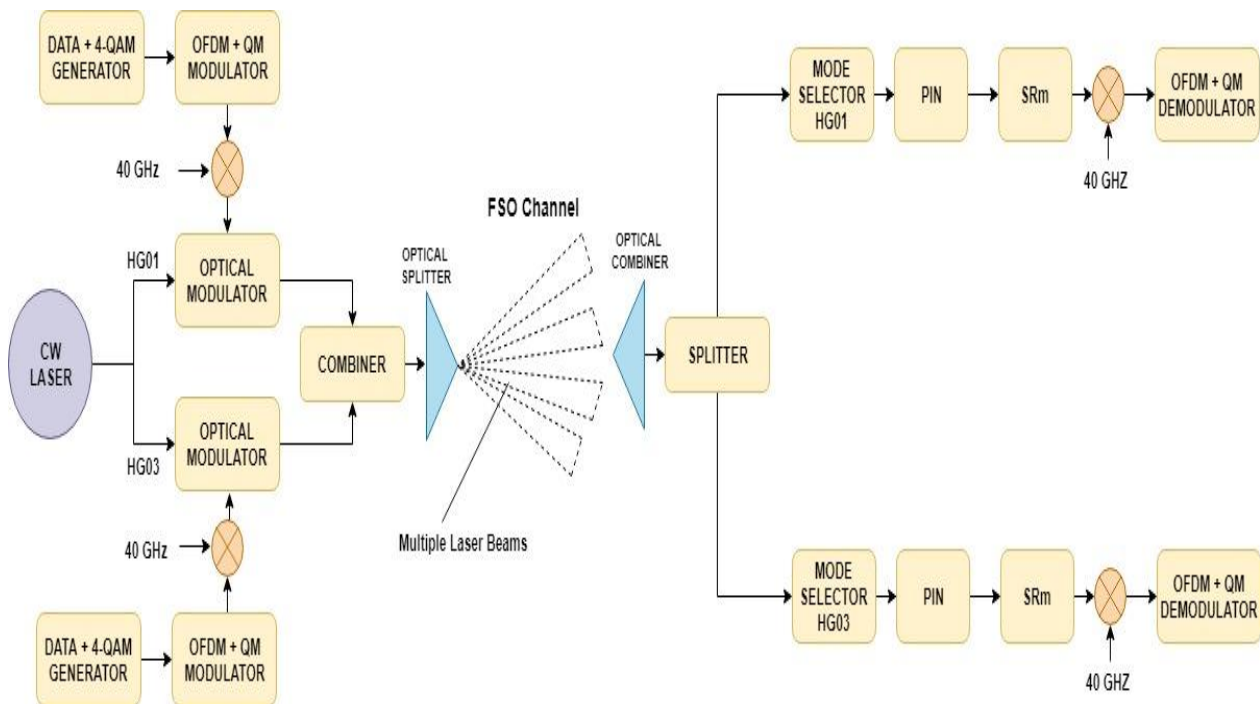 DATA + 4-QAM
GENERATOR
OFDM + QM
MODULATOR
40 GHz
HG01
OPTICAL
MODULATOR
CW
LASER
HG03
OPTICAL
MODULATOR
40 GHz
DATA + 4-QAM
GENERATOR
OFDM + QM
MODULATOR
COMBINER
OPTICAL
SPLITTER
FSO Channel
Multiple Laser Beams
OPTICAL
COMBINER
SPLITTER
MODE
SELECTOR
HG01
PIN
SRm
40 GHZ
OFDM + QM
DEMODULATOR
MODE
SELECTOR
HG03
PIN
SRm
40 GHZ
OFDM + QM
DEMODULATOR